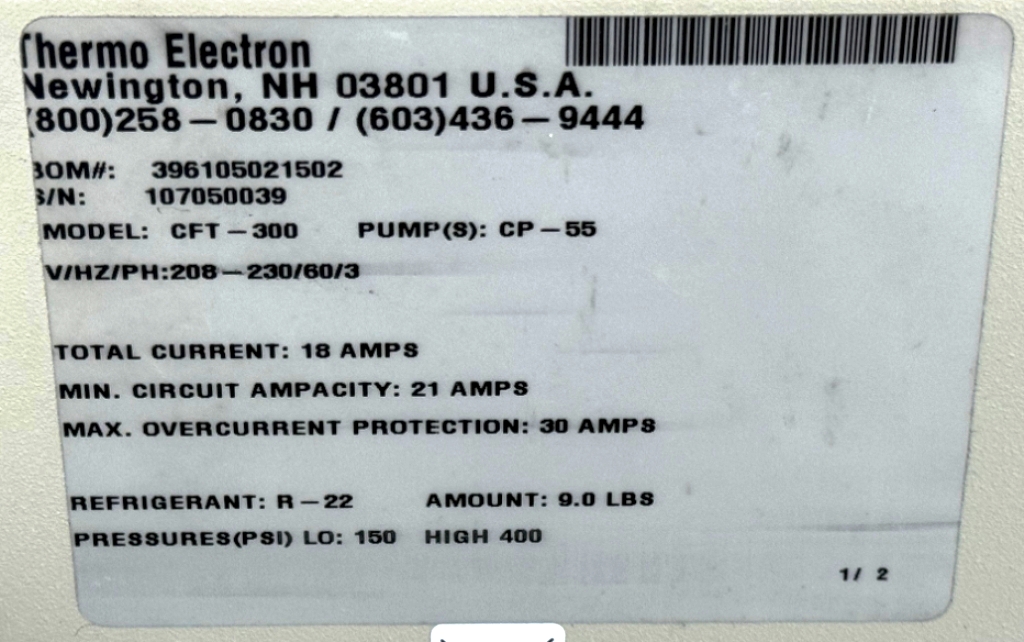 Thermo Electron
Newington, NH 03801 U.S.A.
(800)258-0830 / (603)436-9444
BOM#: 396105021502
S/N: 107050039
MODEL: CFT-300 PUMP(S): CP-55
V/HZ/PH:208-230/60/3
TOTAL CURRENT: 18 AMPS
MIN. CIRCUIT AMPACITY: 21 AMPS
MAX. OVERCURRENT PROTECTION: 30 AMPS
REFRIGERANT: R-22 AMOUNT: 9.0 LBS
PRESSURES(PSI) LO: 150 HIGH 400
1/ 2